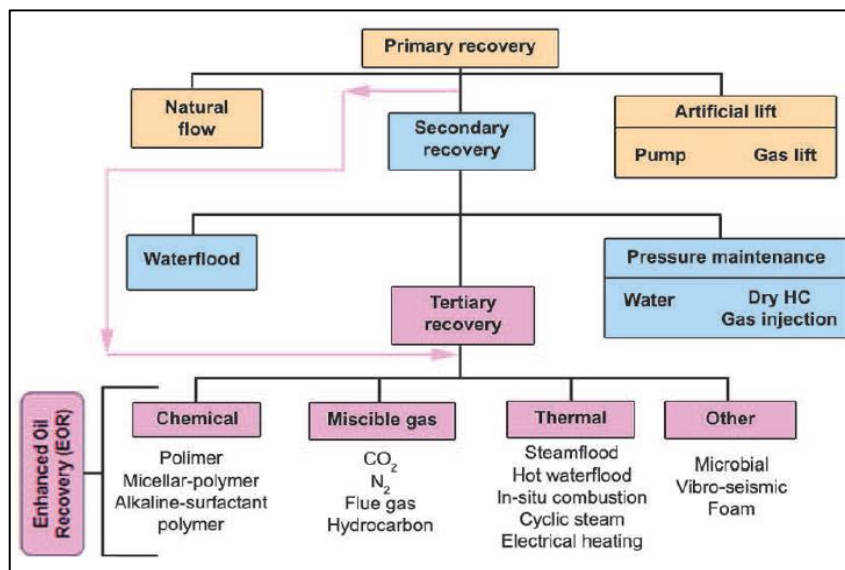 Primary recovery
Natural
flow
Artificial lift
Pump
Gas lift
Secondary
recovery
Waterflood
Pressure maintenance
Water
Dry HC
Gas injection
Tertiary
recovery
Enhanced Oil
Recovery (EOR)
Chemical
Polimer
Micellar-polymer
Alkaline-surfactant
polymer
Miscible gas
CO₂
N₂
Flue gas
Hydrocarbon
Thermal
Steamflood
Hot waterflood
In-situ combustion
Cyclic steam
Electrical heating
Other
Microbial
Vibro-seismic
Foam